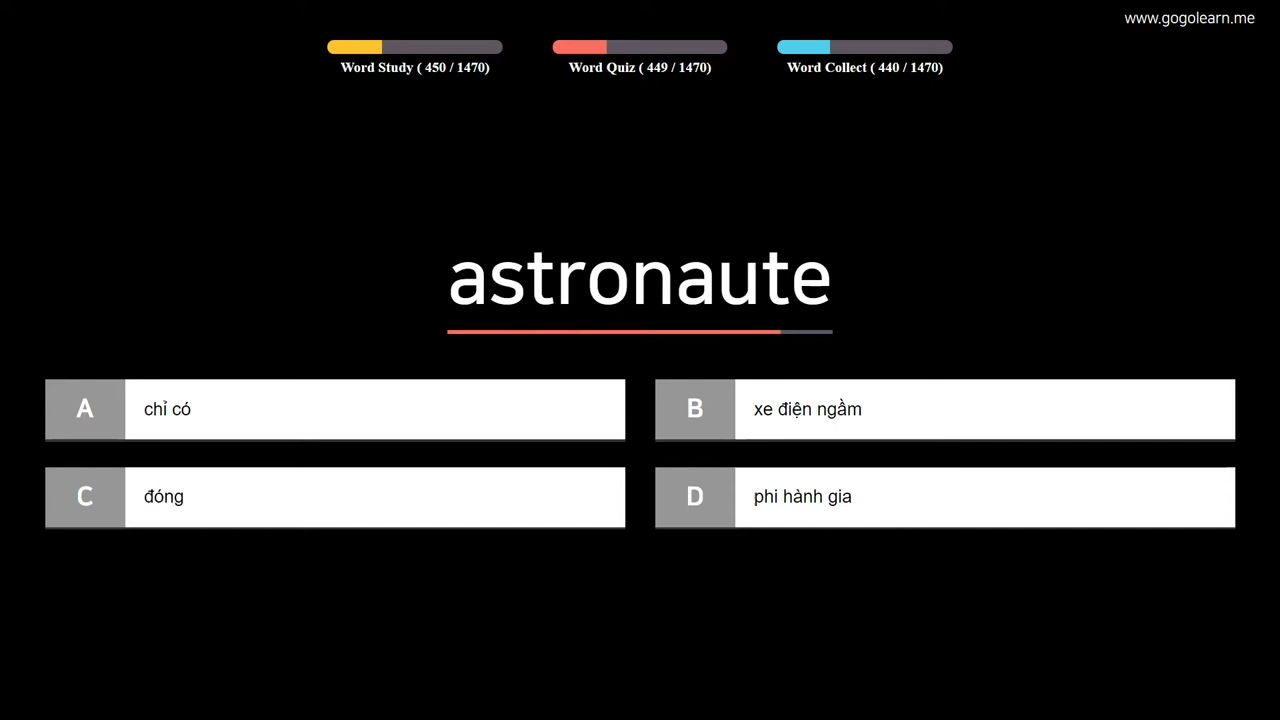 www.gogolearn.me
Word Study ( 450 / 1470)
Word Quiz ( 449 / 1470)
Word Collect ( 440 / 1470)
astronaute
A chỉ có
B xe điện ngầm
C đóng
D phi hành gia